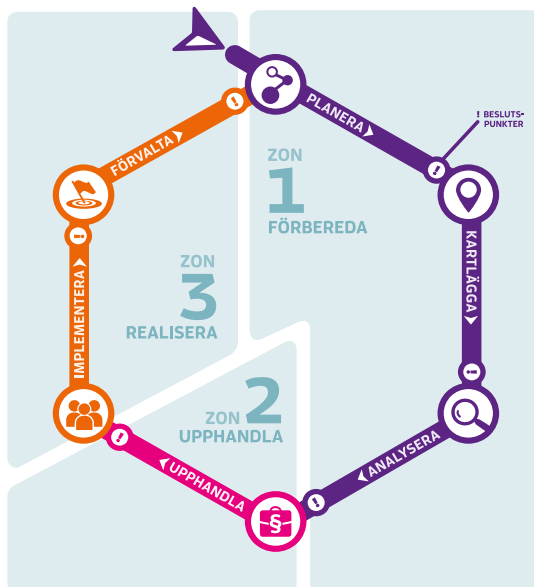 PLANERA
! BESLUTS-
PUNKTER
!
ZON
1
FÖRBEREDA
KARTLÄGGA
!
ANALYSERA
!
§
ZON 2
UPPHANDLA
UPPHANDLA
!
ZON
3
REALISERA
IMPLEMENTERA
!
FÖRVALTA
!